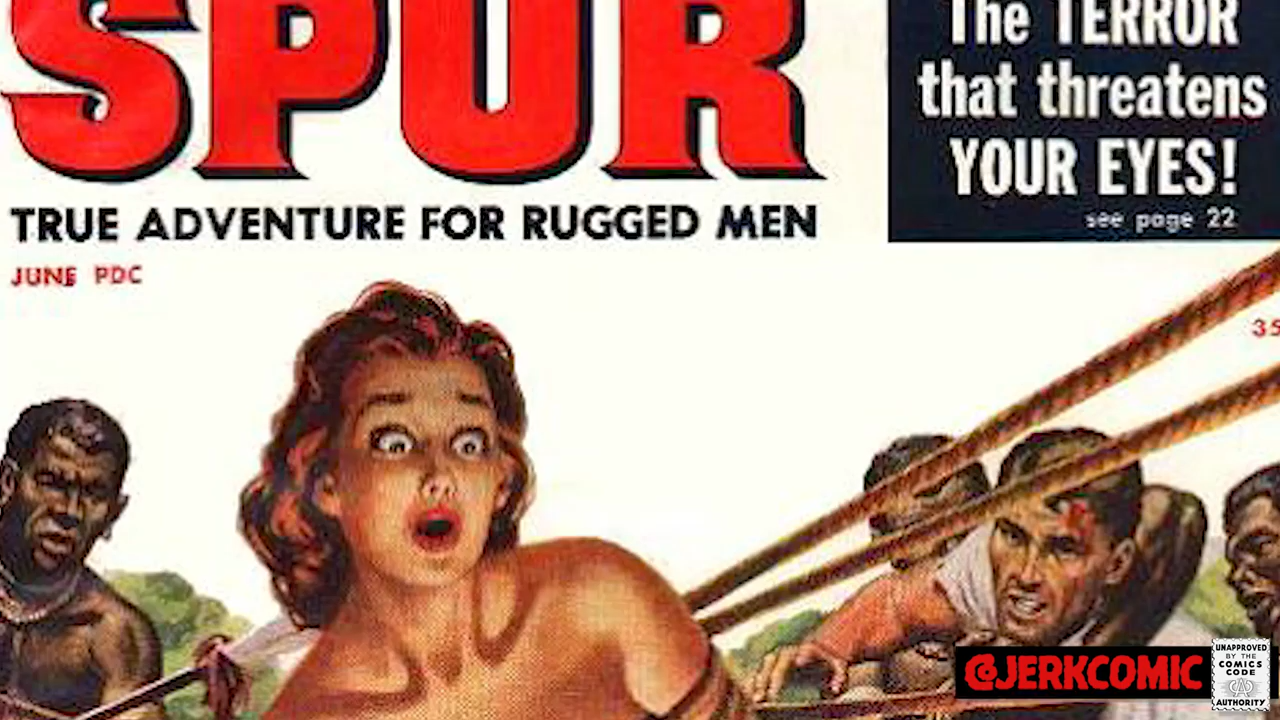 SPUR
TRUE ADVENTURE FOR RUGGED MEN
JUNE PDC
The TERROR
that threatens
YOUR EYES!
see page 22
35
@JERKCOMIC
UNAPPROVED
BY THE
COMICS
CODE
AUTHORITY